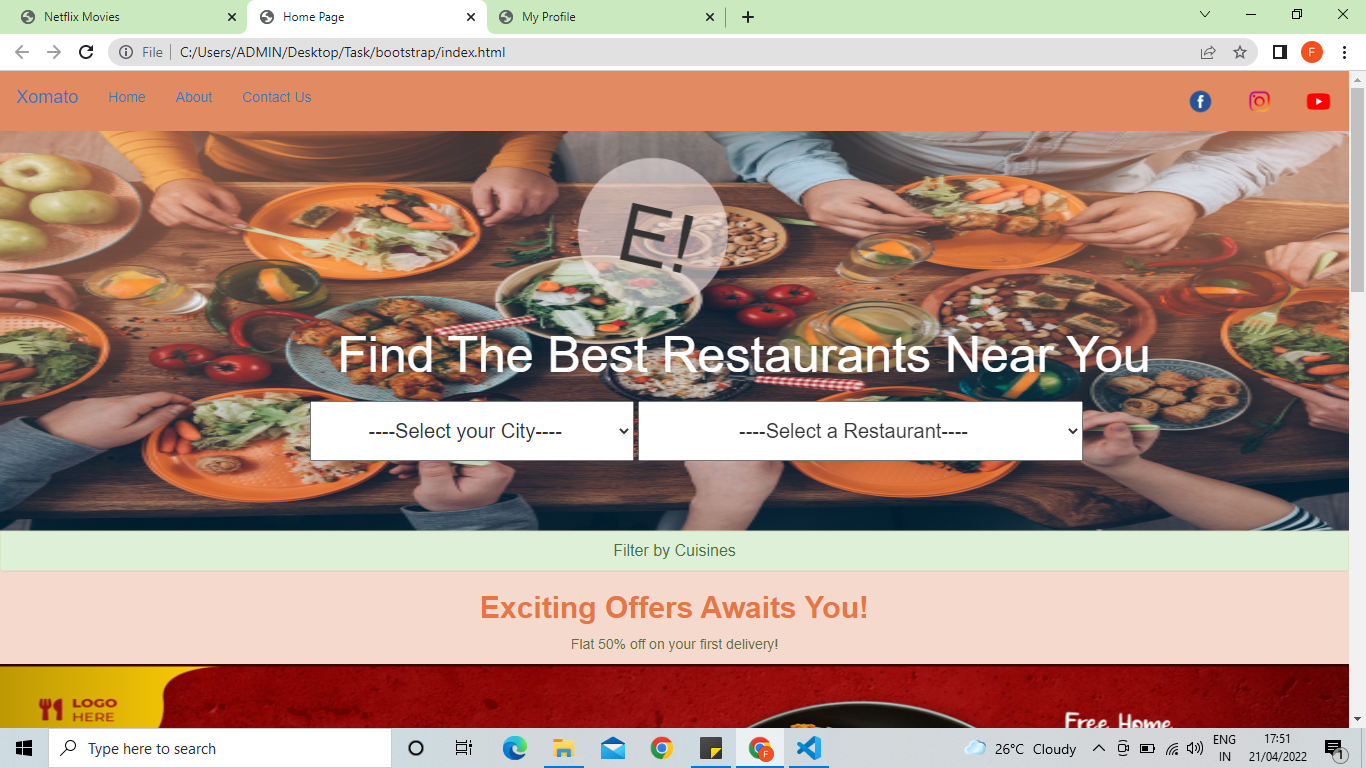 Netflix Movies
Home Page
My Profile
File
C:/Users/ADMIN/Desktop/Task/bootstrap/index.html
F
Xomato
Home
About
Contact Us
E!
Find The Best Restaurants Near You
----Select your City----
----Select a Restaurant----
Filter by Cuisines
Exciting Offers Awaits You!
Flat 50% off on your first delivery!
LOGO
HERE
Free Home
Type here to search
F
26°C Cloudy
ENG
IN
17:51
21/04/2022
1